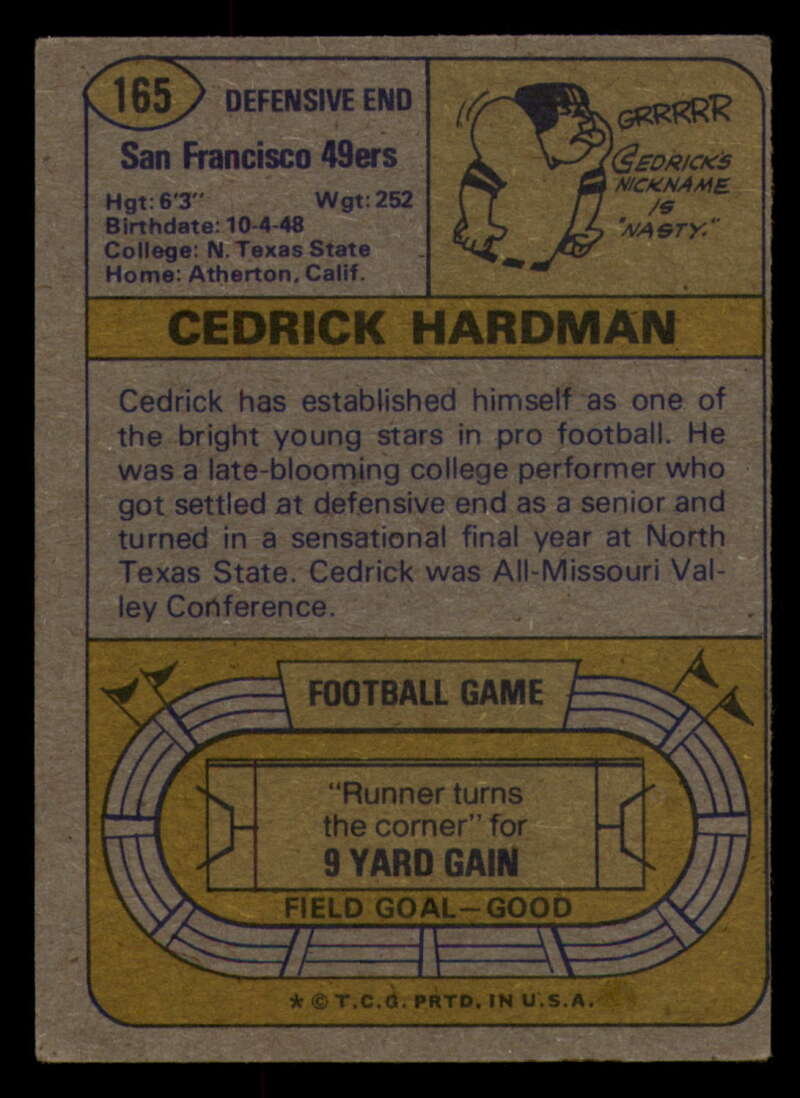 165
DEFENSIVE END
San Francisco 49ers
Hgt: 6'3" Wgt: 252
Birthdate: 10-4-48
College: N. Texas State
Home: Atherton, Calif.
GRRRRR
CEDRICK'S
NICKNAME
IS
"NASTY."
CEDRICK HARDMAN
Cedrick has established himself as one of
the bright young stars in pro football. He
was a late-blooming college performer who
got settled at defensive end as a senior and
turned in a sensational final year at North
Texas State. Cedrick was All-Missouri Val-
ley Conference.
FOOTBALL GAME
"Runner turns
the corner" for
9 YARD GAIN
FIELD GOAL—GOOD
* © T.C.G. PRTD. IN U.S.A.